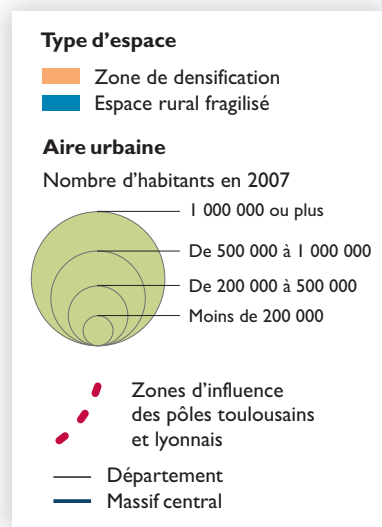 Type d'espace
Zone de densification
Espace rural fragilisé
Aire urbaine
Nombre d'habitants en 2007
1 000 000 ou plus
De 500 000 à 1 000 000
De 200 000 à 500 000
Moins de 200 000
Zones d'influence
des pôles toulousains
et lyonnais
Département
Massif central